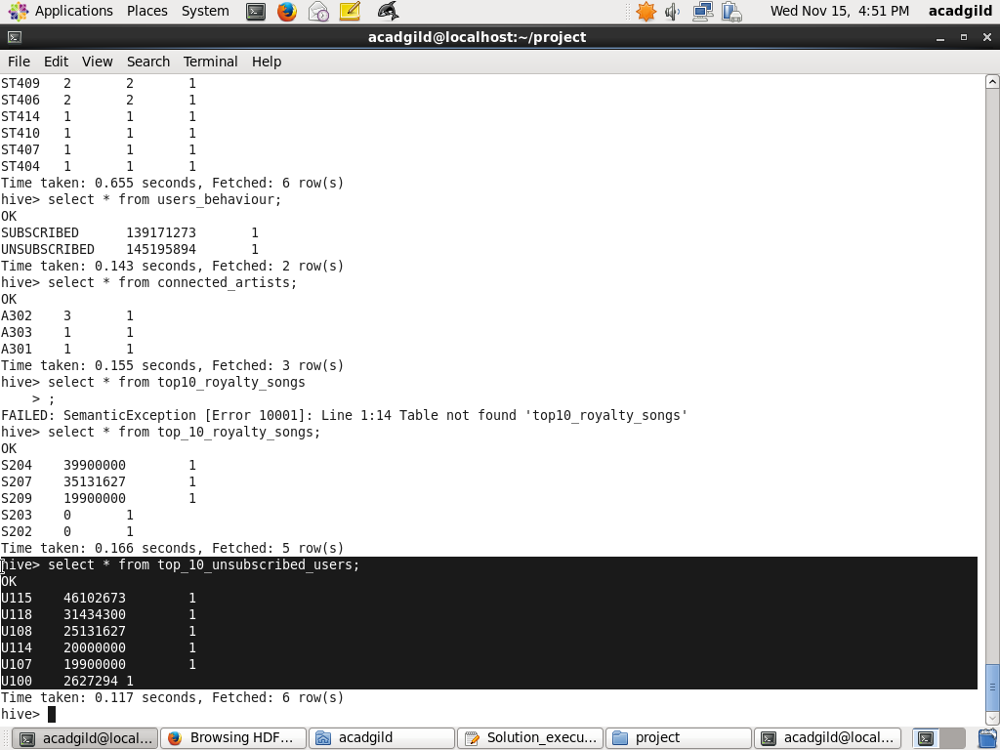 Applications Places System Wed Nov 15, 4:51 PM acadgild
acadgild@localhost:~/project
File Edit View Search Terminal Help
ST409 2 2 1
ST406 2 2 1
ST414 1 1 1
ST410 1 1 1
ST407 1 1 1
ST404 1 1 1
Time taken: 0.655 seconds, Fetched: 6 row(s)
hive> select * from users_behaviour;
OK
SUBSCRIBED 139171273 1
UNSUBSCRIBED 145195894 1
Time taken: 0.143 seconds, Fetched: 2 row(s)
hive> select * from connected_artists;
OK
A302 3 1
A303 1 1
A301 1 1
Time taken: 0.155 seconds, Fetched: 3 row(s)
hive> select * from top10_royalty_songs
> ;
FAILED: SemanticException [Error 10001]: Line 1:14 Table not found 'top10_royalty_songs'
hive> select * from top_10_royalty_songs;
OK
S204 39900000 1
S207 35131627 1
S209 19900000 1
S203 0 1
S202 0 1
Time taken: 0.166 seconds, Fetched: 5 row(s)
hive> select * from top_10_unsubscribed_users;
OK
U115 46102673 1
U118 31434300 1
U108 25131627 1
U114 20000000 1
U107 19900000 1
U100 2627294 1
Time taken: 0.117 seconds, Fetched: 6 row(s)
hive>
acadgild@local... Browsing HDF... acadgild Solution_execu... project acadgild@local...